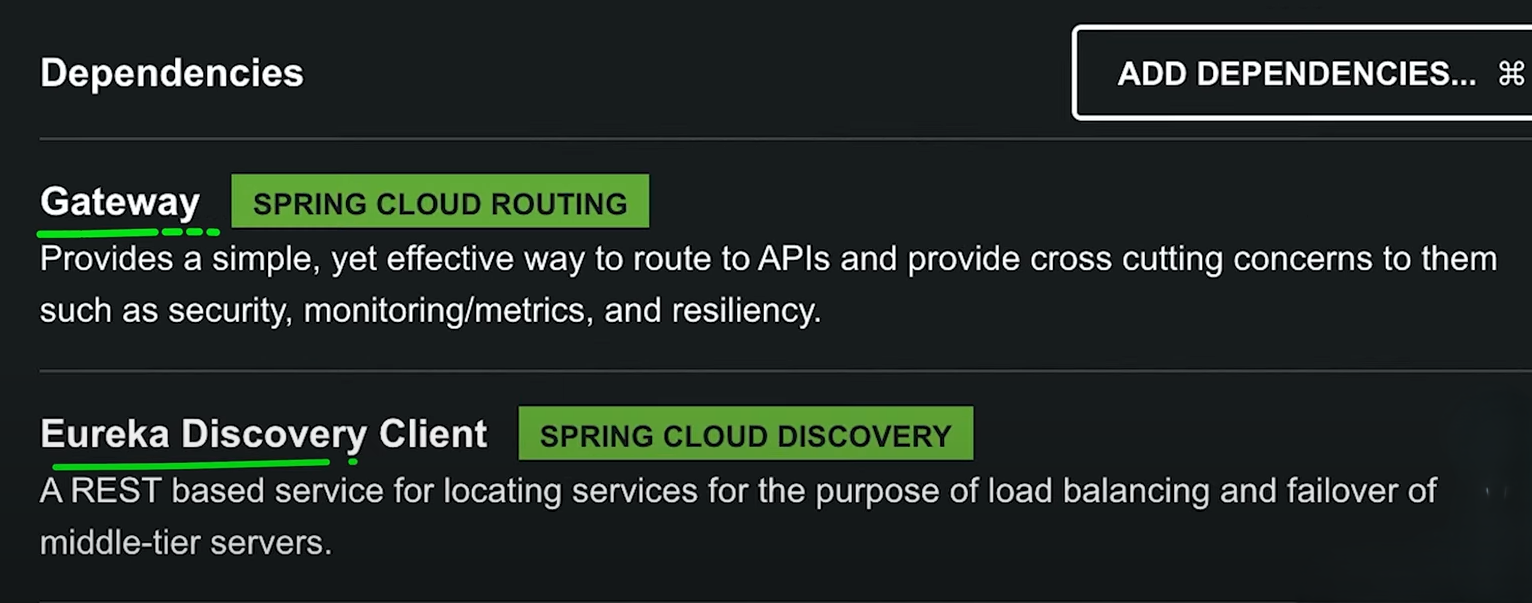 Dependencies
ADD DEPENDENCIES... ⌘
Gateway SPRING CLOUD ROUTING
Provides a simple, yet effective way to route to APIs and provide cross cutting concerns to them
such as security, monitoring/metrics, and resiliency.
Eureka Discovery Client SPRING CLOUD DISCOVERY
A REST based service for locating services for the purpose of load balancing and failover of
middle-tier servers.